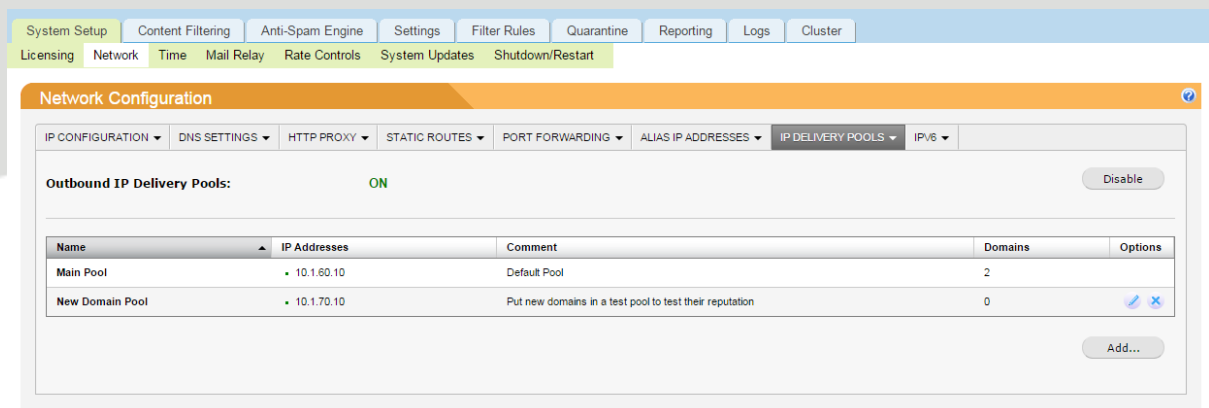 System Setup Content Filtering Anti-Spam Engine Settings Filter Rules Quarantine Reporting Logs Cluster
Licensing Network Time Mail Relay Rate Controls System Updates Shutdown/Restart
Network Configuration
IP CONFIGURATION DNS SETTINGS HTTP PROXY STATIC ROUTES PORT FORWARDING ALIAS IP ADDRESSES IP DELIVERY POOLS IPV6
Outbound IP Delivery Pools: ON Disable
Name IP Addresses Comment Domains Options
Main Pool 10.1.60.10 Default Pool 2
New Domain Pool 10.1.70.10 Put new domains in a test pool to test their reputation 0
Add...